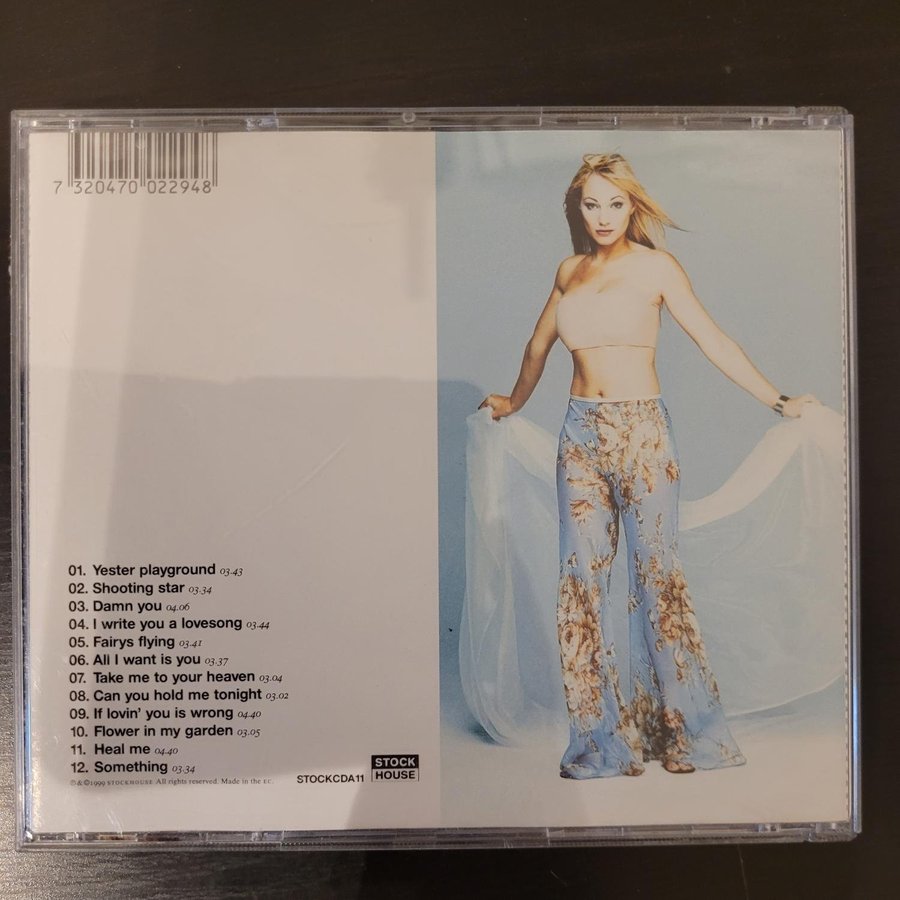 7 320470 022948
01. Yester playground 03.43
02. Shooting star 03.34
03. Damn you 04.06
04. I write you a lovesong 03.44
05. Fairys flying 03.41
06. All I want is you 03.37
07. Take me to your heaven 03.04
08. Can you hold me tonight 03.02
09. If lovin' you is wrong 04.40
10. Flower in my garden 03.05
11. Heal me 04.40
12. Something 03.34
℗&©1999 STOCKHOUSE All rights reserved. Made in the EC.
STOCKCDA11
STOCK
HOUSE